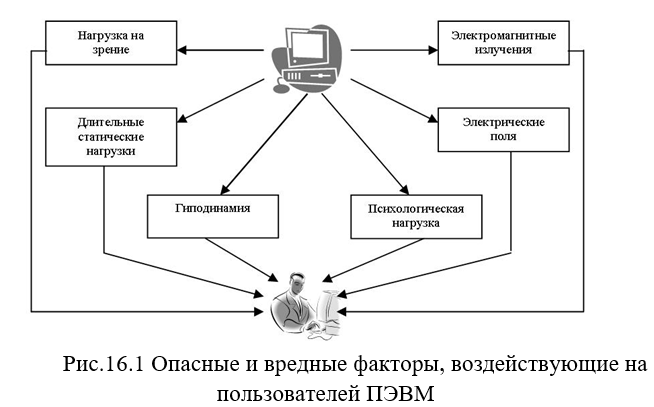 Нагрузка на
зрение
Электромагнитные
излучения
Длительные
статические
нагрузки
Электрические
поля
Гиподинамия
Психологическая
нагрузка
Рис.16.1 Опасные и вредные факторы, воздействующие на
пользователей ПЭВМ